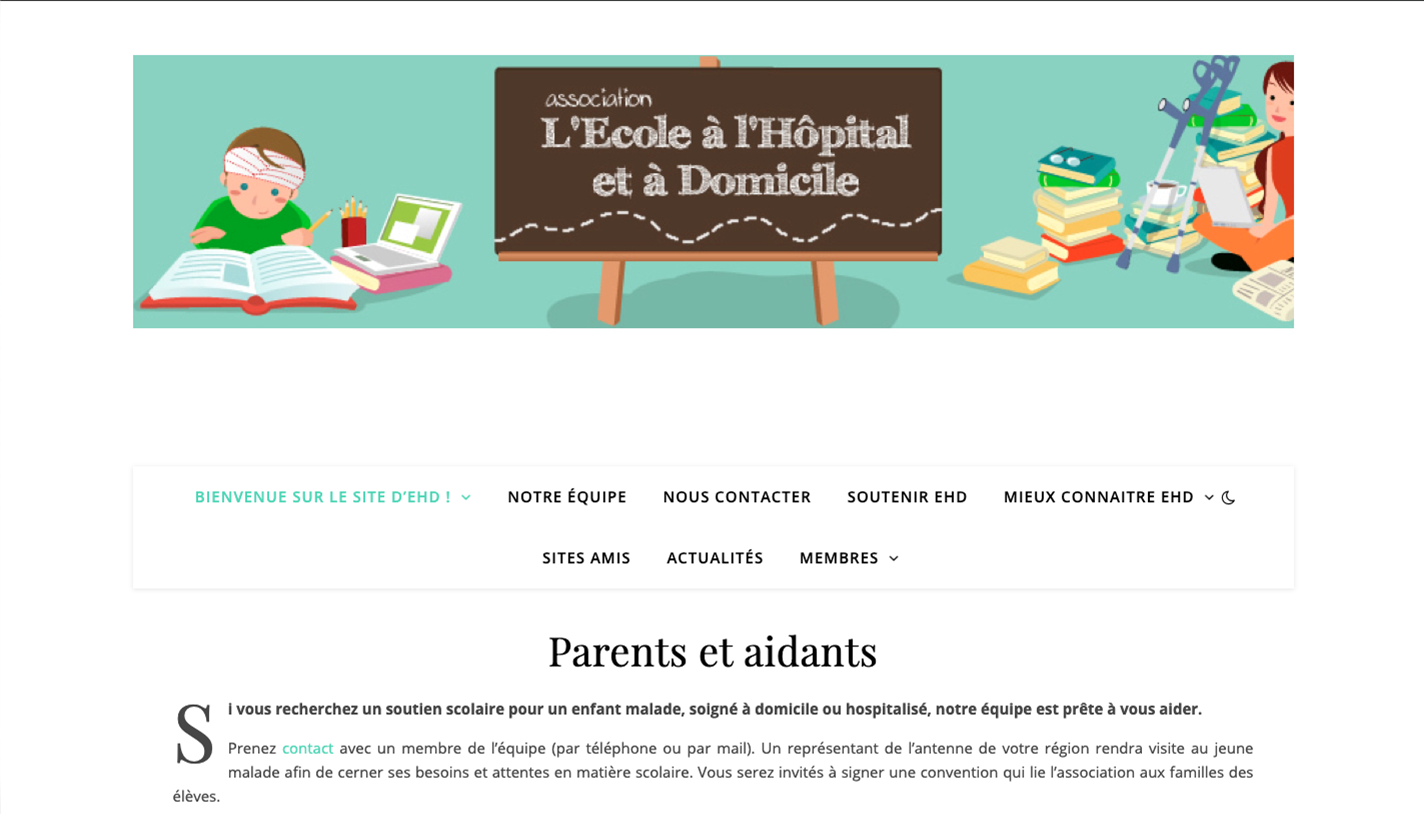 association
L'Ecole à l'Hôpital
et à Domicile
BIENVENUE SUR LE SITE D’EHD !
NOTRE ÉQUIPE
NOUS CONTACTER
SOUTENIR EHD
MIEUX CONNAITRE EHD
SITES AMIS
ACTUALITÉS
MEMBRES
Parents et aidants
Si vous recherchez un soutien scolaire pour un enfant malade, soigné à domicile ou hospitalisé, notre équipe est prête à vous aider.
Prenez contact avec un membre de l’équipe (par téléphone ou par mail). Un représentant de l’antenne de votre région rendra visite au jeune
malade afin de cerner ses besoins et attentes en matière scolaire. Vous serez invités à signer une convention qui lie l’association aux familles des
élèves.